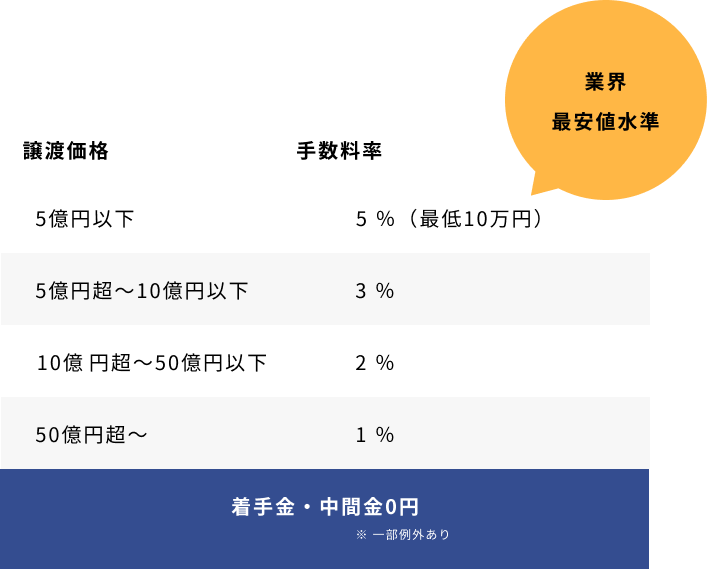 業界
最安値水準
譲渡価格 手数料率
5億円以下 5 %（最低10万円）
5億円超〜10億円以下 3 %
10億 円超〜50億円以下 2 %
50億円超〜 1 %
着手金・中間金0円
※ 一部例外あり